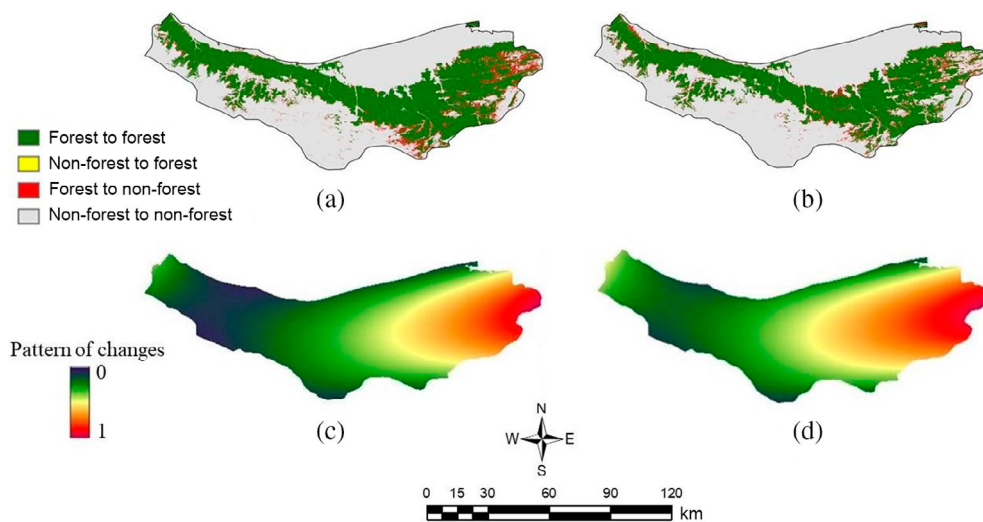 Forest to forest
Non-forest to forest
Forest to non-forest
Non-forest to non-forest
(a)
(b)
Pattern of changes
0
1
(c)
(d)
N
W E
S
0 15 30 60 90 120
km